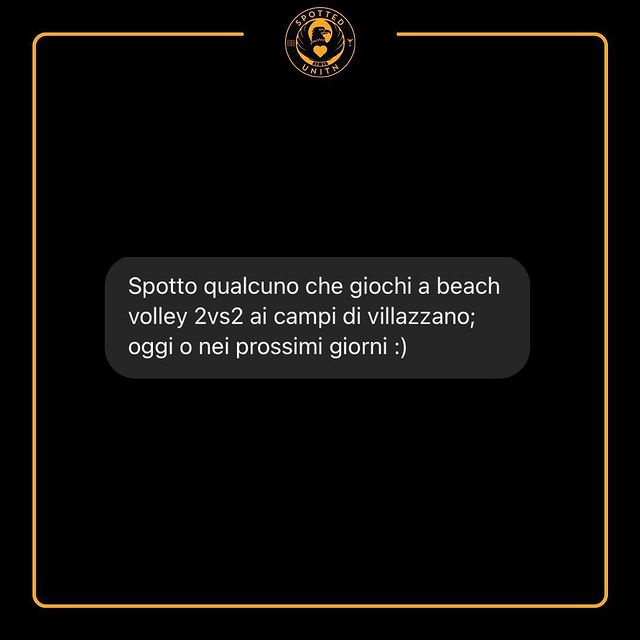 SPOTTED
UNITN
Spotto qualcuno che giochi a beach
volley 2vs2 ai campi di villazzano;
oggi o nei prossimi giorni :)